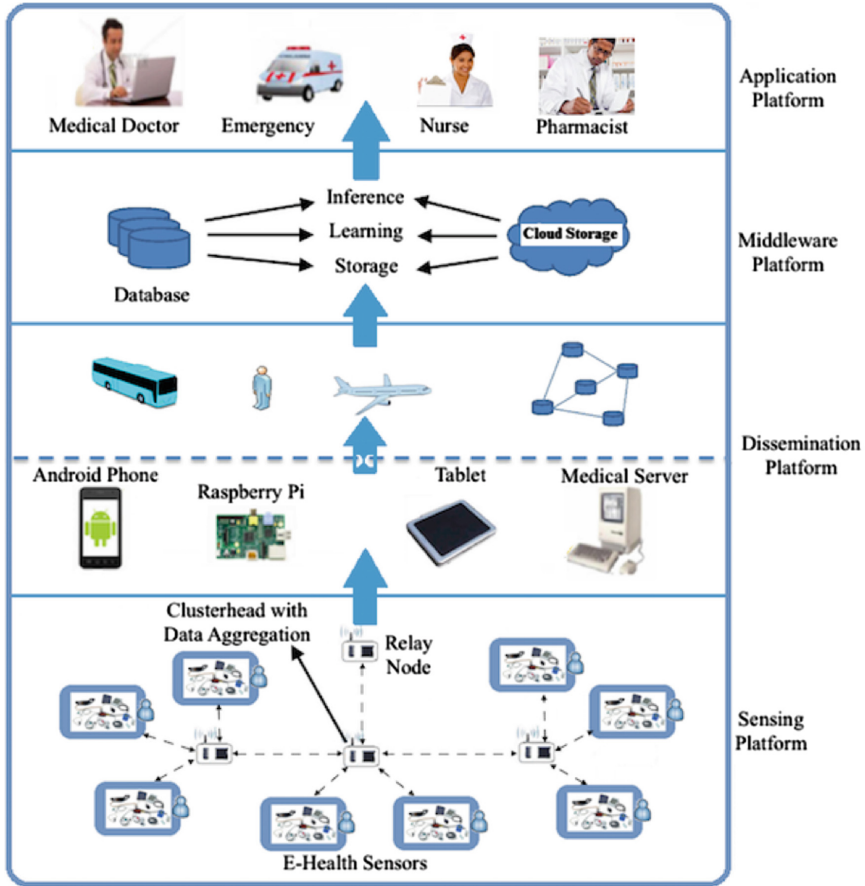 Medical Doctor
Emergency
Nurse
Pharmacist
Application
Platform
Inference
Learning
Storage
Database
Cloud Storage
Middleware
Platform
Dissemination
Platform
Android Phone
Raspberry Pi
Tablet
Medical Server
Clusterhead with
Data Aggregation
Relay
Node
Sensing
Platform
E-Health Sensors